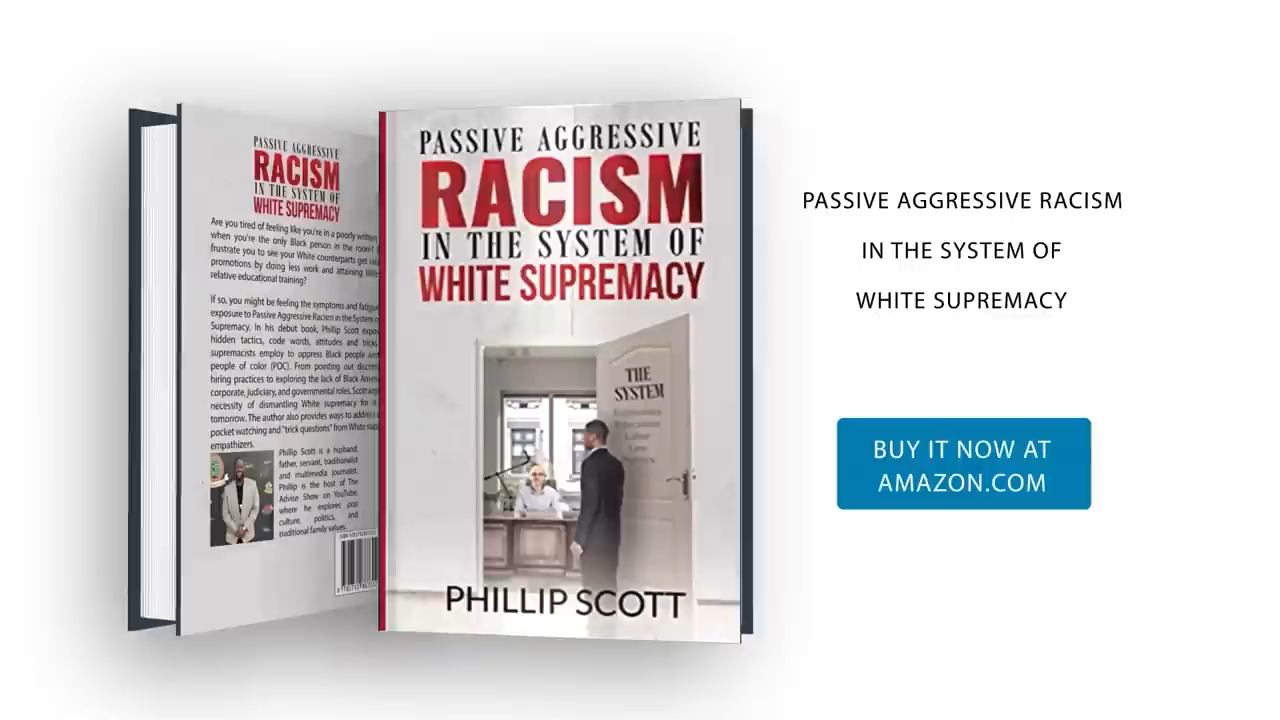 PASSIVE AGGRESSIVE
RACISM
IN THE SYSTEM OF
WHITE SUPREMACY
Are you tired of feeling like you're in a poorly
when you're the only Black person in the room?
frustrate you to see your White counterparts get
promotions by doing less work and attaining
relative educational training?
If so, you might be feeling the symptoms and
exposure to Passive Aggressive Racism in the System
Supremacy. In his debut book, Phillip Scott
hidden tactics, code words, attitudes and
supremacists employ to oppress Black people
people of color (POC). From pointing out
hiring practices to exploring the lack of Black
corporate, judiciary, and governmental roles, Scott
necessity of dismantling White supremacy for
tomorrow. The author also provides ways to
pocket watching and "trick questions" from White
empathizers.
Phillip Scott is a husband,
father, servant, traditionalist
and multimedia journalist.
Phillip is the host of The
Advise Show on YouTube,
where he explores pop
culture, politics, and
traditional family values.
PASSIVE AGGRESSIVE
RACISM
IN THE SYSTEM OF
WHITE SUPREMACY
THE
SYSTEM
PHILLIP SCOTT
PASSIVE AGGRESSIVE RACISM
IN THE SYSTEM OF
WHITE SUPREMACY
BUY IT NOW AT
AMAZON.COM